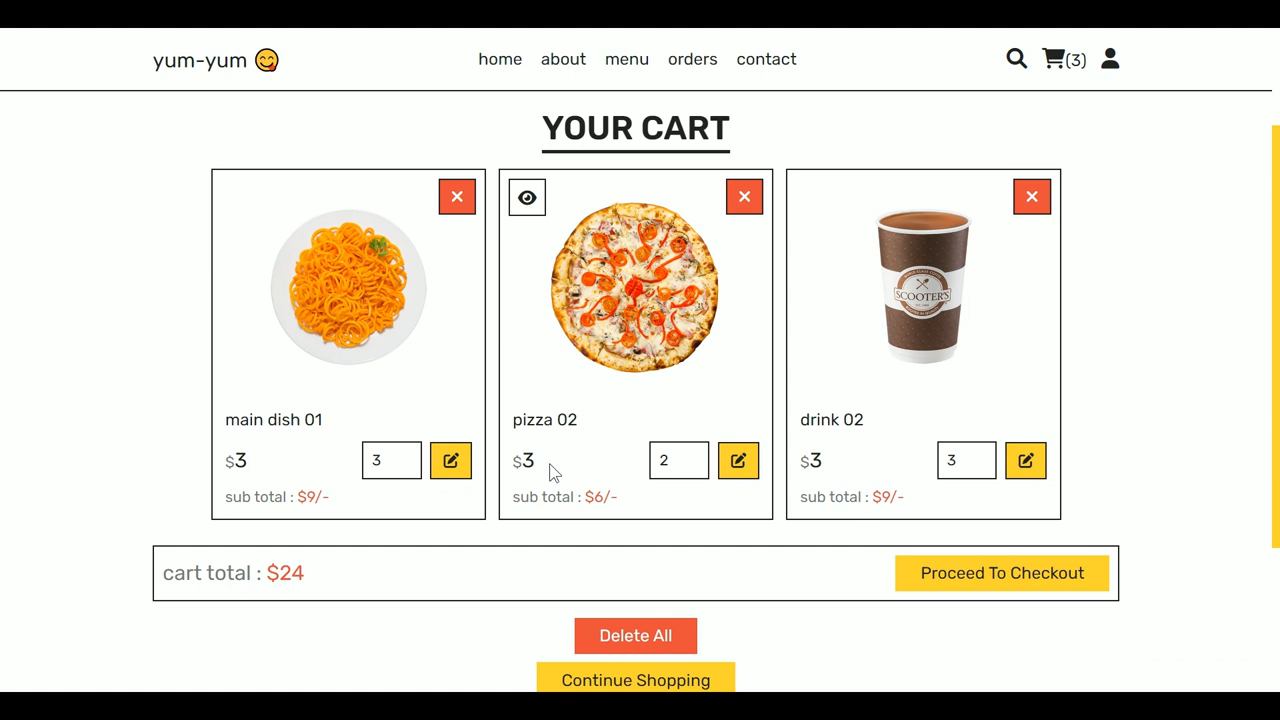 yum-yum 😋
home about menu orders contact
(3)
YOUR CART
SCOOTER'S
main dish 01
$3 3
sub total : $9/-
pizza 02
$3 2
sub total : $6/-
drink 02
$3 3
sub total : $9/-
cart total : $24
Proceed To Checkout
Delete All
Continue Shopping